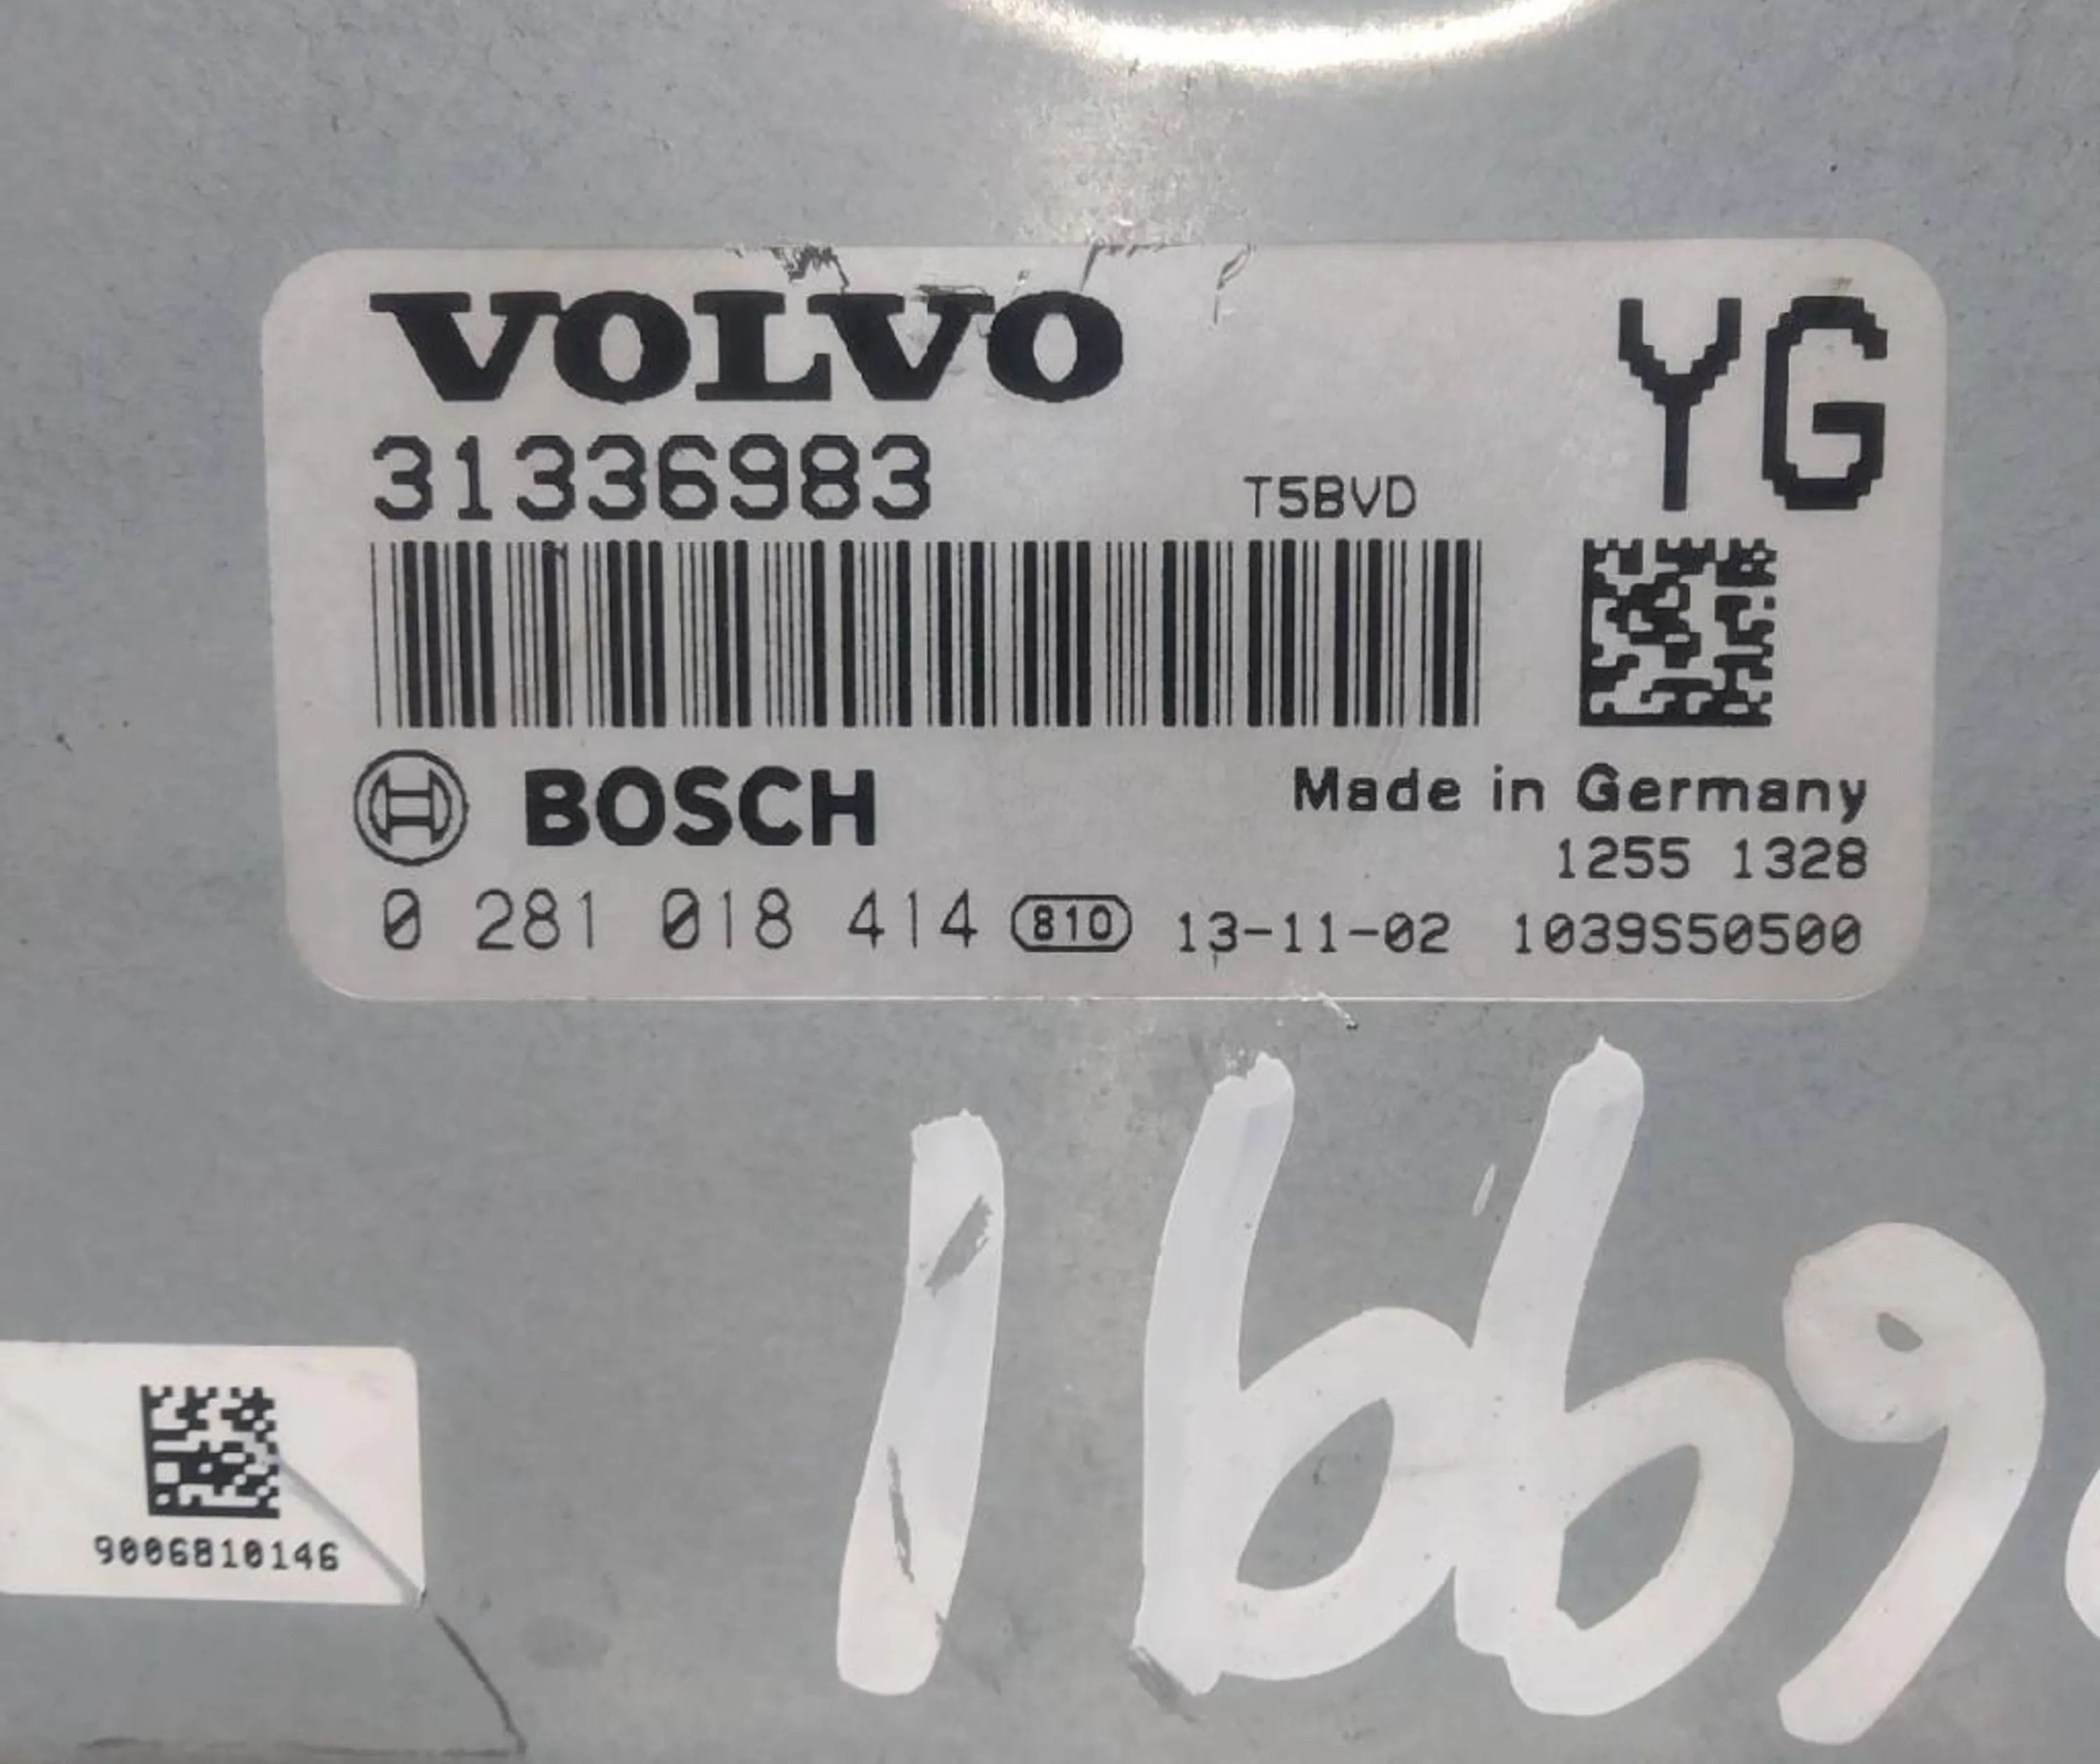 VOLVO
YG
31336983 T5BVD
BOSCH Made in Germany
1255 1328
0 281 018 414 810 13-11-02 1039S50500
1669
9006810146